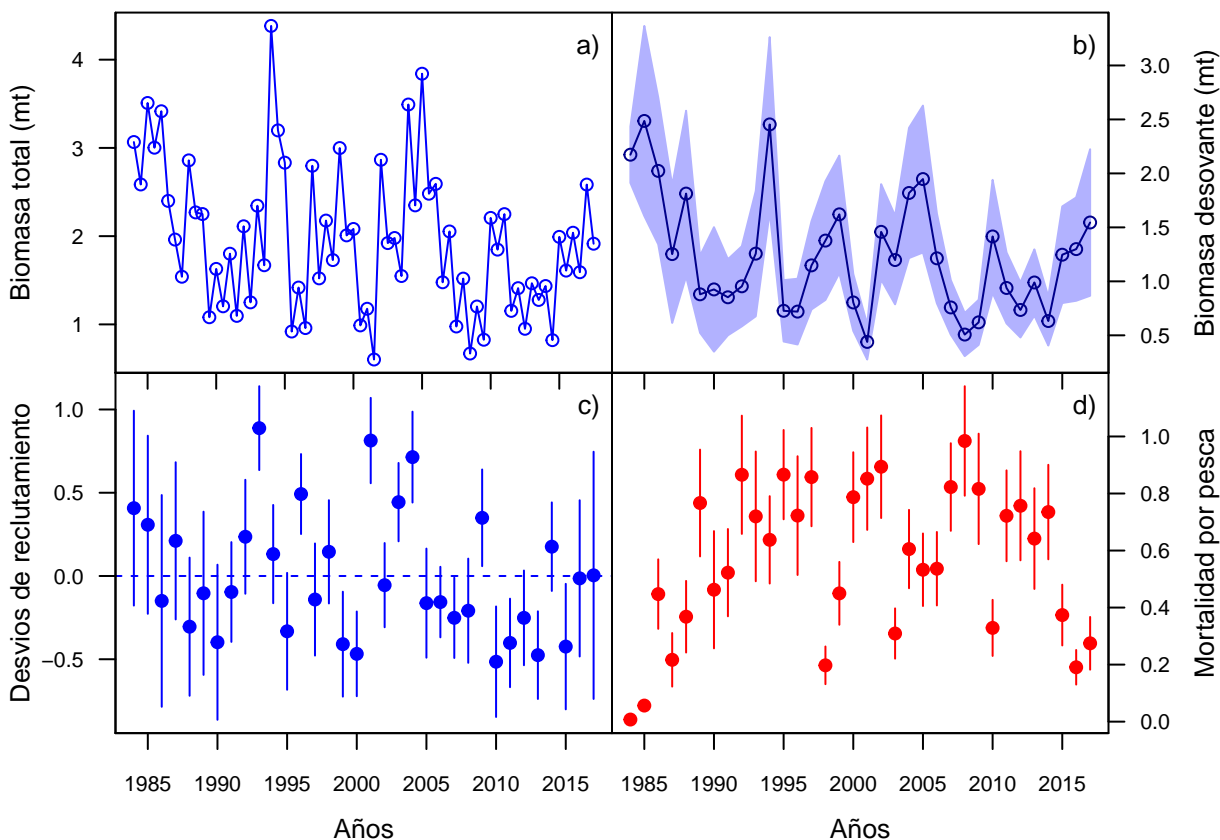 a)
Biomasa total (mt)
4
3
2
1
b)
Biomasa desovante (mt)
3.0
2.5
2.0
1.5
1.0
0.5
c)
Desvios de reclutamiento
1.0
0.5
0.0
−0.5
1985 1990 1995 2000 2005 2010 2015
Años
d)
Mortalidad por pesca
1.0
0.8
0.6
0.4
0.2
0.0
1985 1990 1995 2000 2005 2010 2015
Años